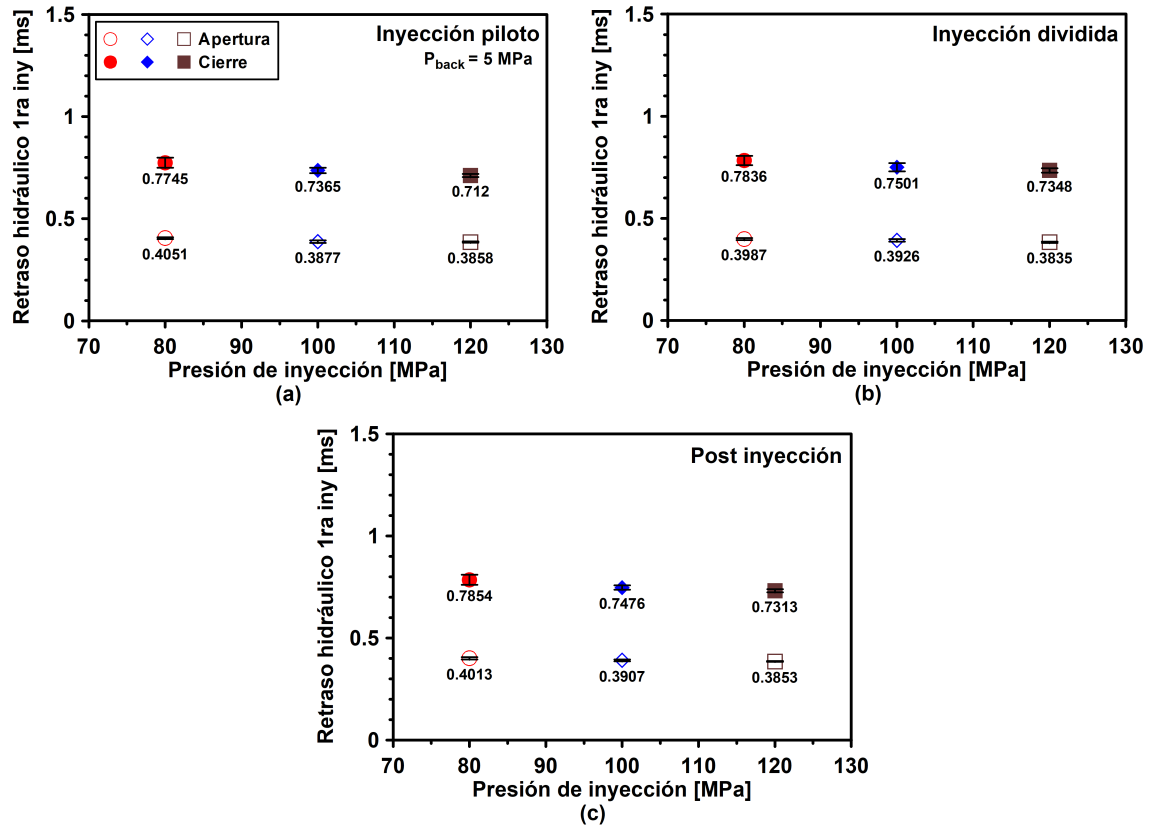 Retraso hidráulico 1ra iny [ms]
1.5
1
0.5
0
Apertura
Cierre
Inyección piloto
P_back = 5 MPa
0.7745
0.7365
0.712
0.4051
0.3877
0.3858
70 80 90 100 110 120 130
Presión de inyección [MPa]
(a)
Retraso hidráulico 1ra iny [ms]
1.5
1
0.5
0
Inyección dividida
0.7836
0.7501
0.7348
0.3987
0.3926
0.3835
70 80 90 100 110 120 130
Presión de inyección [MPa]
(b)
Retraso hidráulico 1ra iny [ms]
1.5
1
0.5
0
Post inyección
0.7854
0.7476
0.7313
0.4013
0.3907
0.3853
70 80 90 100 110 120 130
Presión de inyección [MPa]
(c)